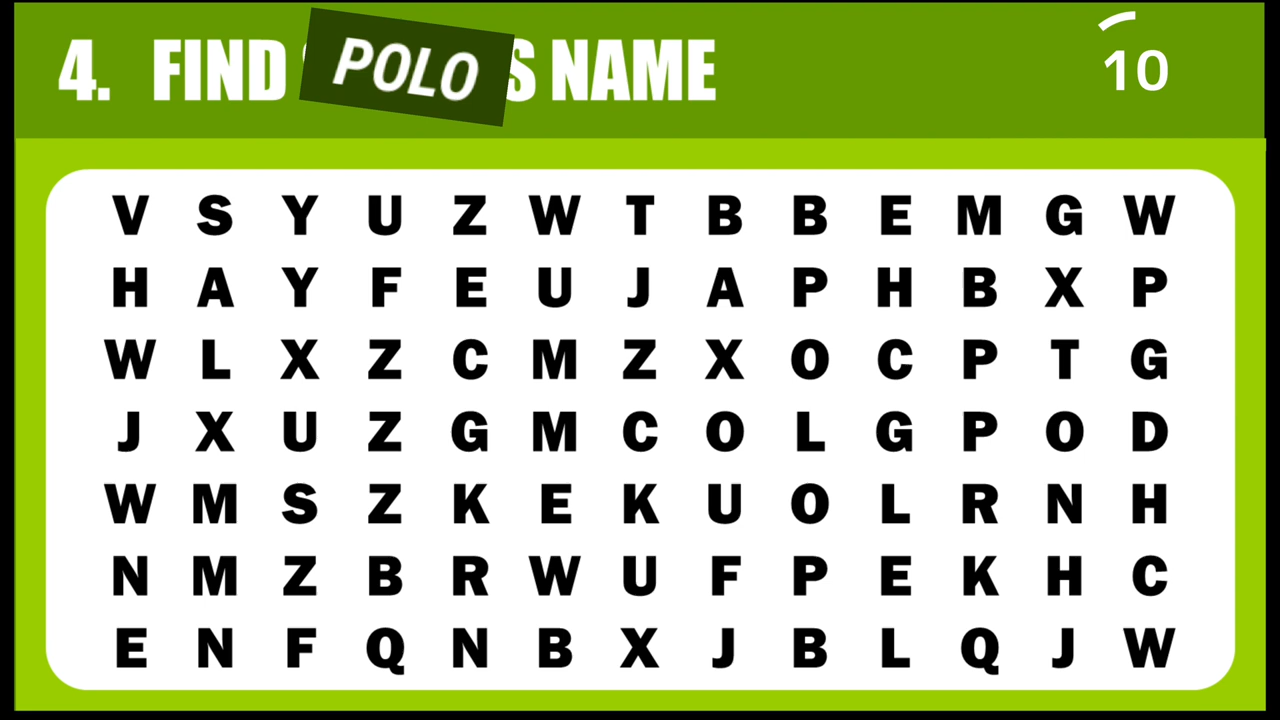 4. FIND POLO S NAME
10
V S Y U Z W T B B E M G W
H A Y F E U J A P H B X P
W L X Z C M Z X O C P T G
J X U Z G M C O L G P O D
W M S Z K E K U O L R N H
N M Z B R W U F P E K H C
E N F Q N B X J B L Q J W